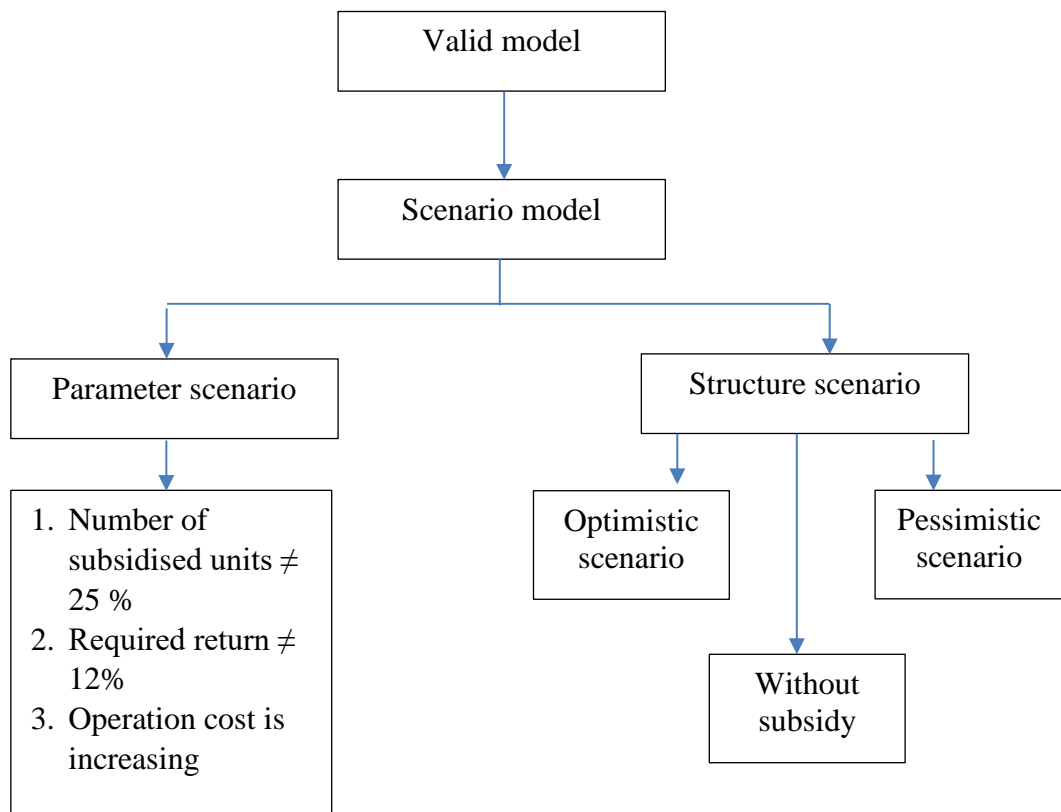 Valid model
Scenario model
Parameter scenario
Structure scenario
1. Number of
subsidised units ≠
25 %
2. Required return ≠
12%
3. Operation cost is
increasing
Optimistic
scenario
Pessimistic
scenario
Without
subsidy